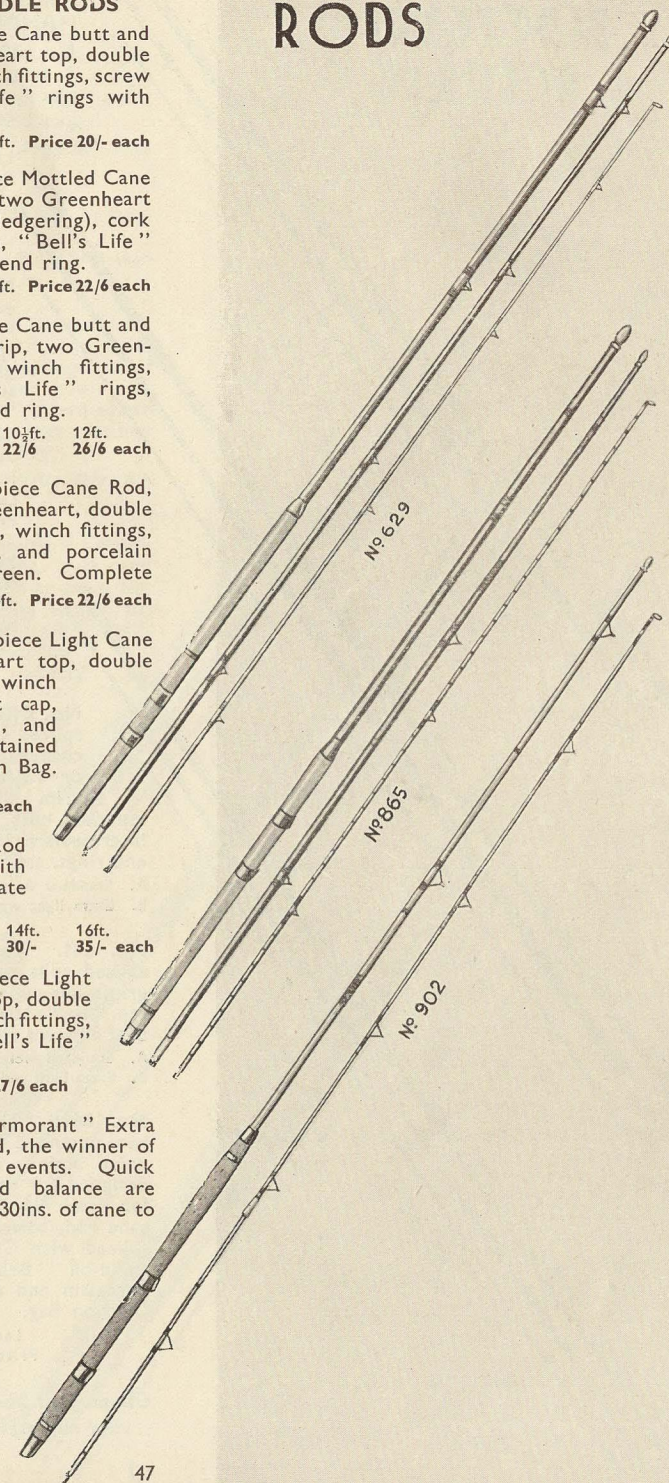 DLE RODS
e Cane butt and
eart top, double
ch fittings, screw
fe” rings with
ft. Price 20/- each
ce Mottled Cane
two Greenheart
edgering), cork
, “Bell’s Life”
end ring.
ft. Price 22/6 each
e Cane butt and
rip, two Green-
winch fittings,
s Life” rings,
d ring.
10½ft. 12ft.
22/6 26/6 each
piece Cane Rod,
eenheart, double
, winch fittings,
and porcelain
reen. Complete
ft. Price 22/6 each
piece Light Cane
art top, double
winch
t cap,
, and
tained
n Bag.
each
od
ith
ate
14ft. 16ft.
30/- 35/- each
ece Light
op, double
ch fittings,
ell’s Life”
7/6 each
rmorant” Extra
d, the winner of
events. Quick
d balance are
30ins. of cane to
47
RODS
Nº 629
Nº 865
Nº 902